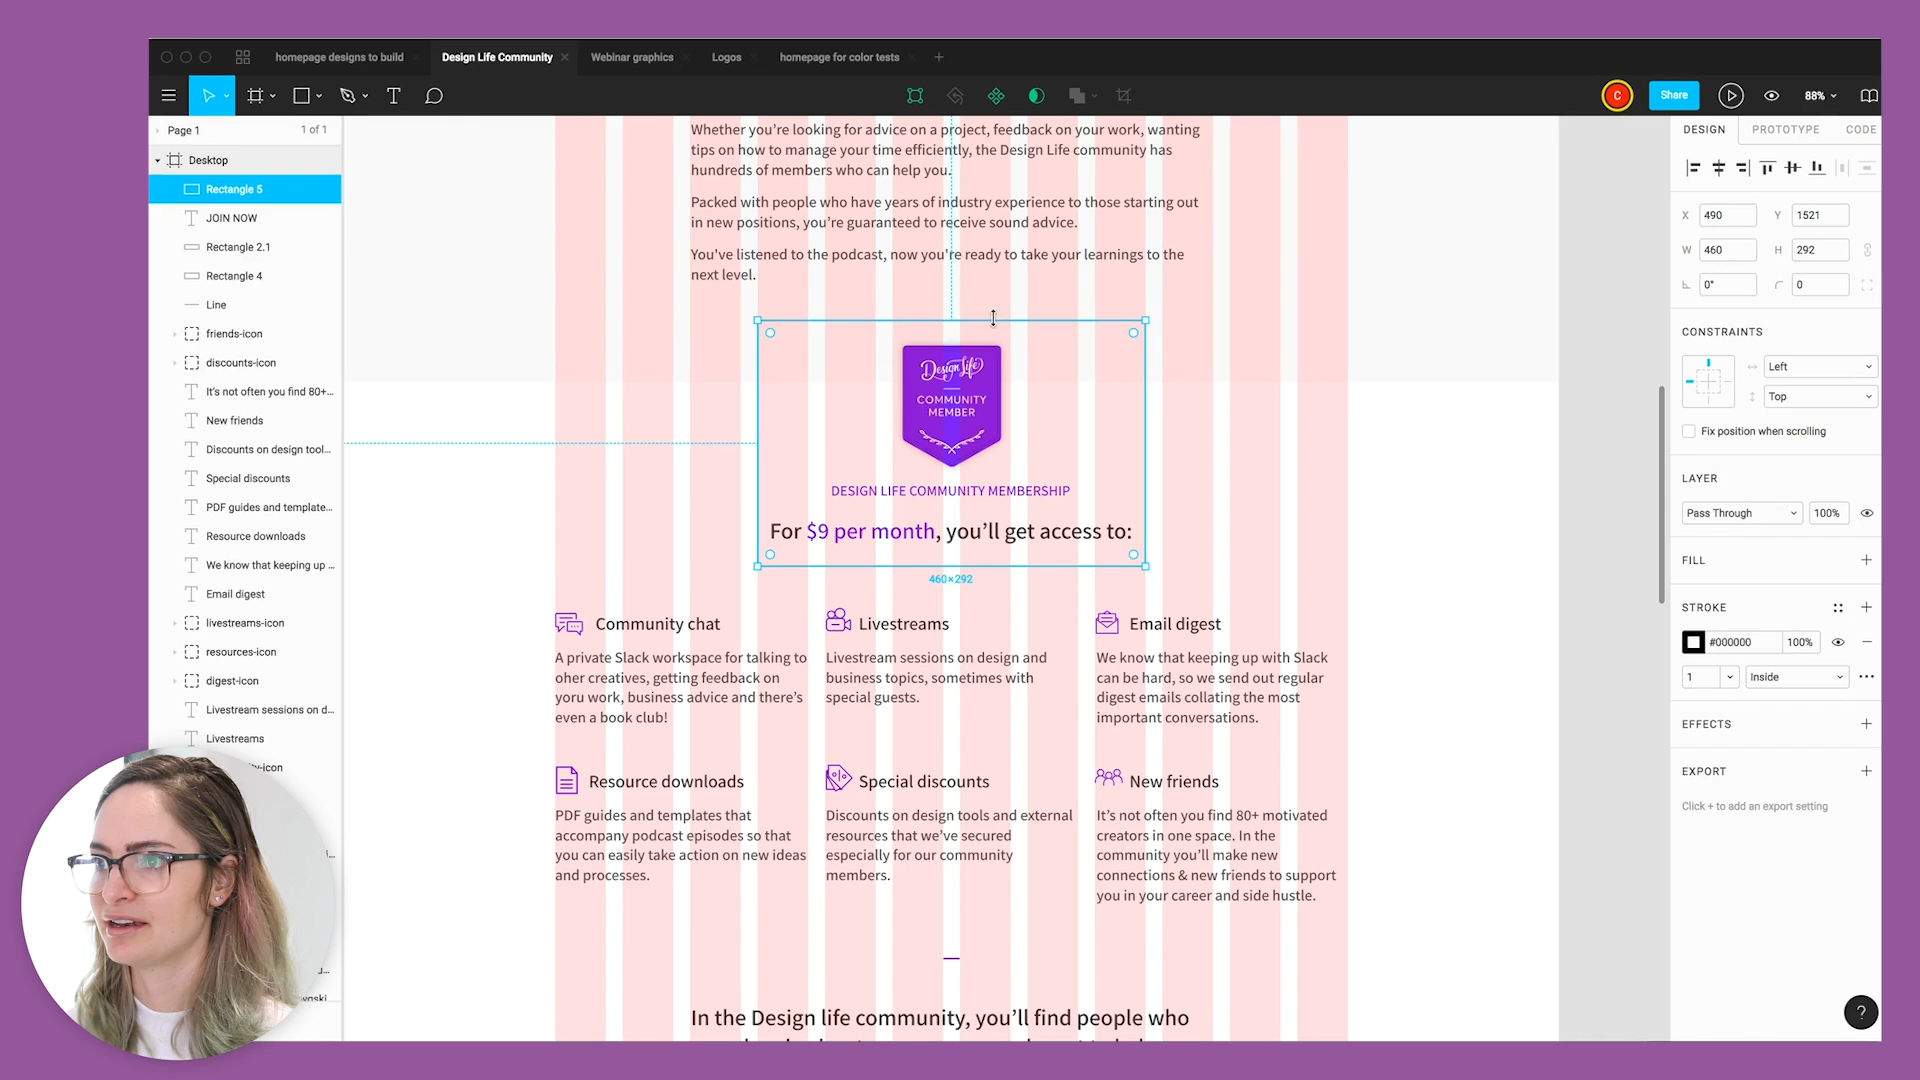 homepage designs to build
Design Life Community
Webinar graphics
Logos
homepage for color tests
C
Share
88%
Page 1
1 of 1
Desktop
Rectangle 5
JOIN NOW
Rectangle 2.1
Rectangle 4
Line
friends-icon
discounts-icon
It's not often you find 80+...
New friends
Discounts on design tool...
Special discounts
PDF guides and template...
Resource downloads
We know that keeping up ...
Email digest
livestreams-icon
resources-icon
digest-icon
Livestream sessions on d...
Livestreams
Whether you're looking for advice on a project, feedback on your work, wanting
tips on how to manage your time efficiently, the Design Life community has
hundreds of members who can help you.
Packed with people who have years of industry experience to those starting out
in new positions, you're guaranteed to receive sound advice.
You've listened to the podcast, now you're ready to take your learnings to the
next level.
Design Life
COMMUNITY
MEMBER
DESIGN LIFE COMMUNITY MEMBERSHIP
For $9 per month, you'll get access to:
460×292
Community chat
A private Slack workspace for talking to
oher creatives, getting feedback on
yoru work, business advice and there's
even a book club!
Livestreams
Livestream sessions on design and
business topics, sometimes with
special guests.
Email digest
We know that keeping up with Slack
can be hard, so we send out regular
digest emails collating the most
important conversations.
Resource downloads
PDF guides and templates that
accompany podcast episodes so that
you can easily take action on new ideas
and processes.
Special discounts
Discounts on design tools and external
resources that we've secured
especially for our community
members.
New friends
It's not often you find 80+ motivated
creators in one space. In the
community you'll make new
connections & new friends to support
you in your career and side hustle.
In the Design life community, you'll find people who
DESIGN
PROTOTYPE
CODE
X 490 Y 1521
W 460 H 292
0° 0
CONSTRAINTS
Left
Top
Fix position when scrolling
LAYER
Pass Through
100%
FILL
STROKE
#000000 100%
1 Inside
EFFECTS
EXPORT
Click + to add an export setting
?